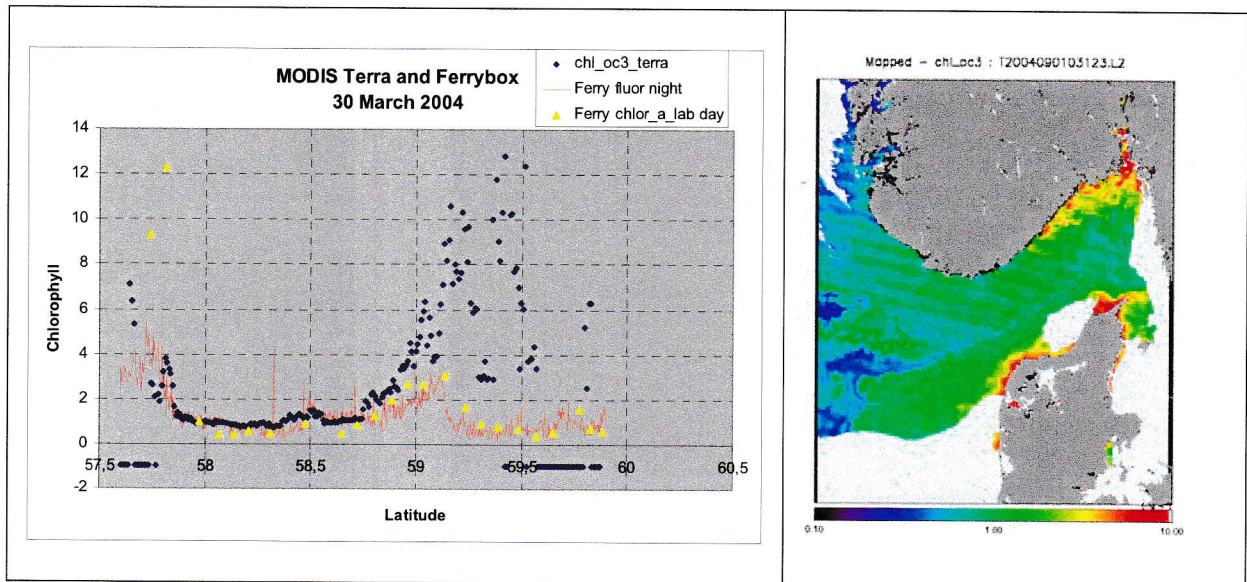 MODIS Terra and Ferrybox
30 March 2004
chl_oc3_terra
Ferry fluor night
Ferry chlor_a_lab day
14
12
10
8
6
4
2
0
-2
Chlorophyll
57,5 58 58,5 59 59,5 60 60,5
Latitude
Mapped - chl_oc3 : T2004090103123.L2
0.10 1.00 10.00